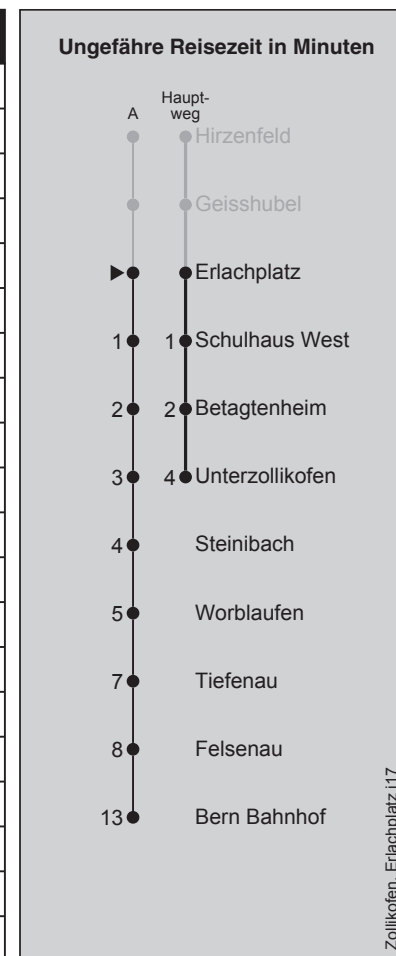 Ungefähre Reisezeit in Minuten
A
Haupt-
weg
Hirzenfeld
Geisshubel
Erlachplatz
1 1 Schulhaus West
2 2 Betagtenheim
3 4 Unterzollikofen
4 Steinibach
5 Worblaufen
7 Tiefenau
8 Felsenau
13 Bern Bahnhof
Zollikofen, Erlachplatz j17